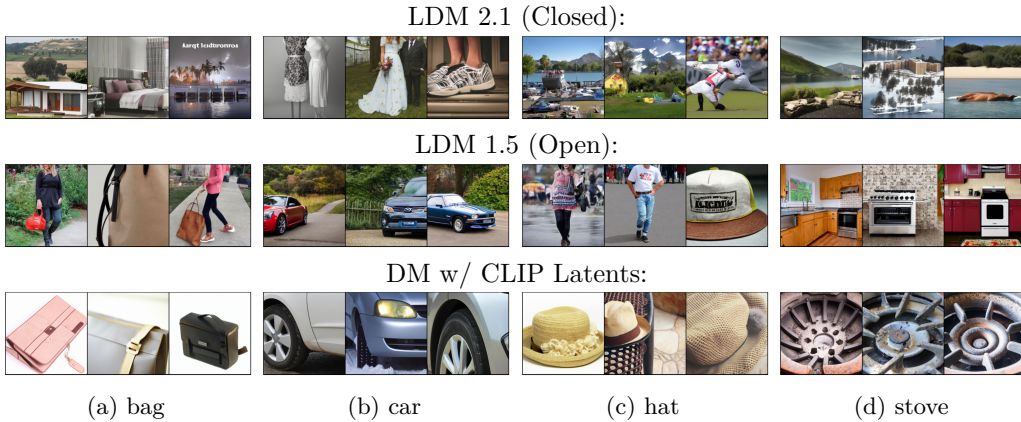 LDM 2.1 (Closed):
LDM 1.5 (Open):
DM w/ CLIP Latents:
(a) bag
(b) car
(c) hat
(d) stove